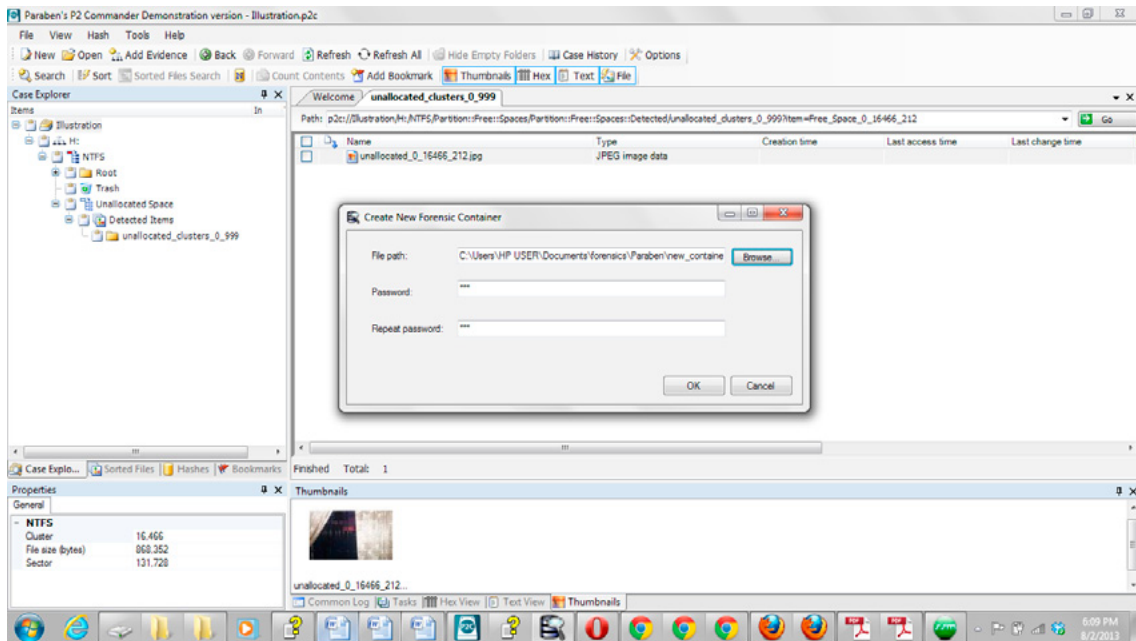 Paraben's P2 Commander Demonstration version - Illustration.p2c
File View Hash Tools Help
New Open Add Evidence Back Forward Refresh Refresh All Hide Empty Folders Case History Options
Search Sort Sorted Files Search Count Contents Add Bookmark Thumbnails Hex Text File
Case Explorer
Items In
Illustration
H:
NTFS
Root
Trash
Unallocated Space
Detected Items
unallocated_clusters_0_999
Case Explo... Sorted Files Hashes Bookmarks
Properties
General
NTFS
Cluster 16.466
File size (bytes) 868.352
Sector 131.728
Welcome unallocated_clusters_0_999
Path: p2c://Illustration/H:/NTFS/Partition::Free::Spaces/Partition::Free::Spaces::Detected/unallocated_clusters_0_999?item=Free_Space_0_16466_212 Go
Name Type Creation time Last access time Last change time
unallocated_0_16466_212.jpg JPEG image data
Create New Forensic Container
File path: C:\Users\HP USER\Documents\forensics\Paraben\new_containe Browse...
Password: ***
Repeat password: ***
OK Cancel
Finished Total: 1
Thumbnails
unallocated_0_16466_212...
Common Log Tasks Hex View Text View Thumbnails
6:09 PM
8/2/2013